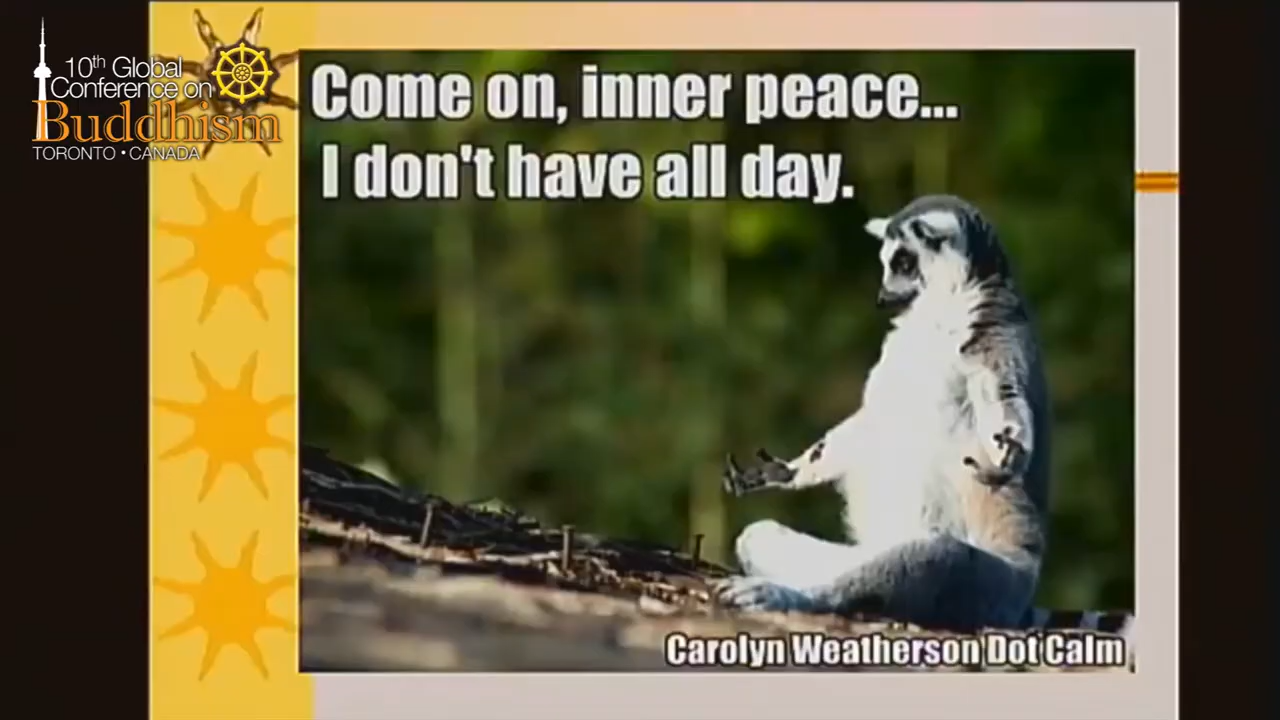 10th Global
Conference on
Buddhism
TORONTO • CANADA
Come on, inner peace...
I don't have all day.
Carolyn Weatherson Dot Calm